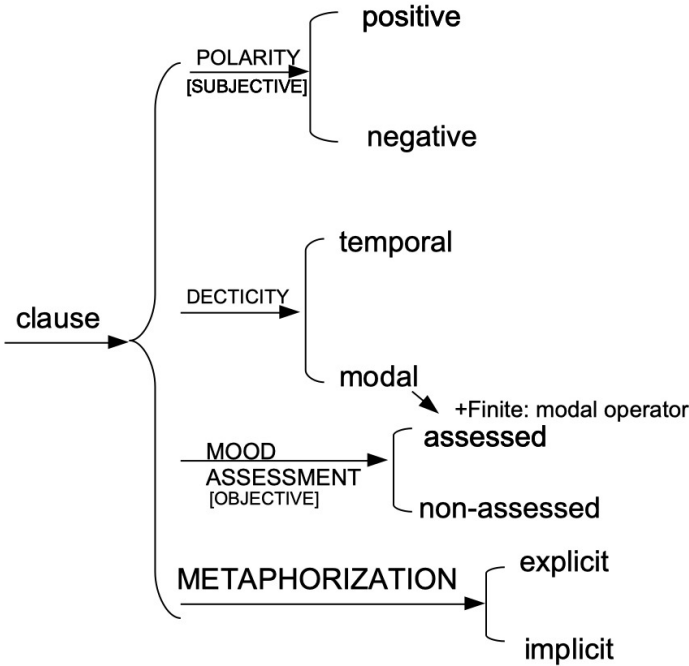 positive
POLARITY
[SUBJECTIVE]
negative
temporal
DECTICITY
clause
modal
+Finite: modal operator
assessed
MOOD
ASSESSMENT
[OBJECTIVE]
non-assessed
explicit
METAPHORIZATION
implicit